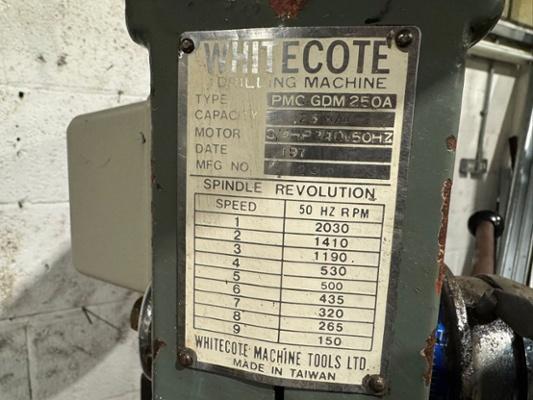 WHITECOTE
DRILLING MACHINE
TYPE PMC GDM 250A
CAPACITY
MOTOR 50HZ
DATE
MFG NO.
SPINDLE REVOLUTION
SPEED 50 HZ RPM
1 2030
2 1410
3 1190
4 530
5 500
6 435
7 320
8 265
9 150
WHITECOTE MACHINE TOOLS LTD.
MADE IN TAIWAN